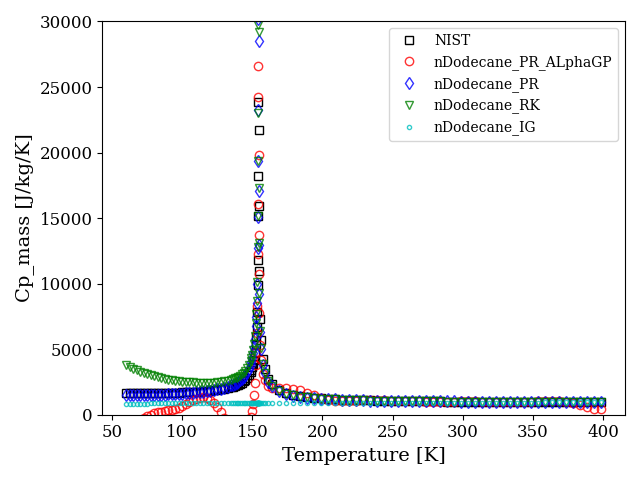 30000
25000
20000
15000
10000
5000
0
Cp_mass [J/kg/K]
NIST
nDodecane_PR_ALphaGP
nDodecane_PR
nDodecane_RK
nDodecane_IG
50 100 150 200 250 300 350 400
Temperature [K]